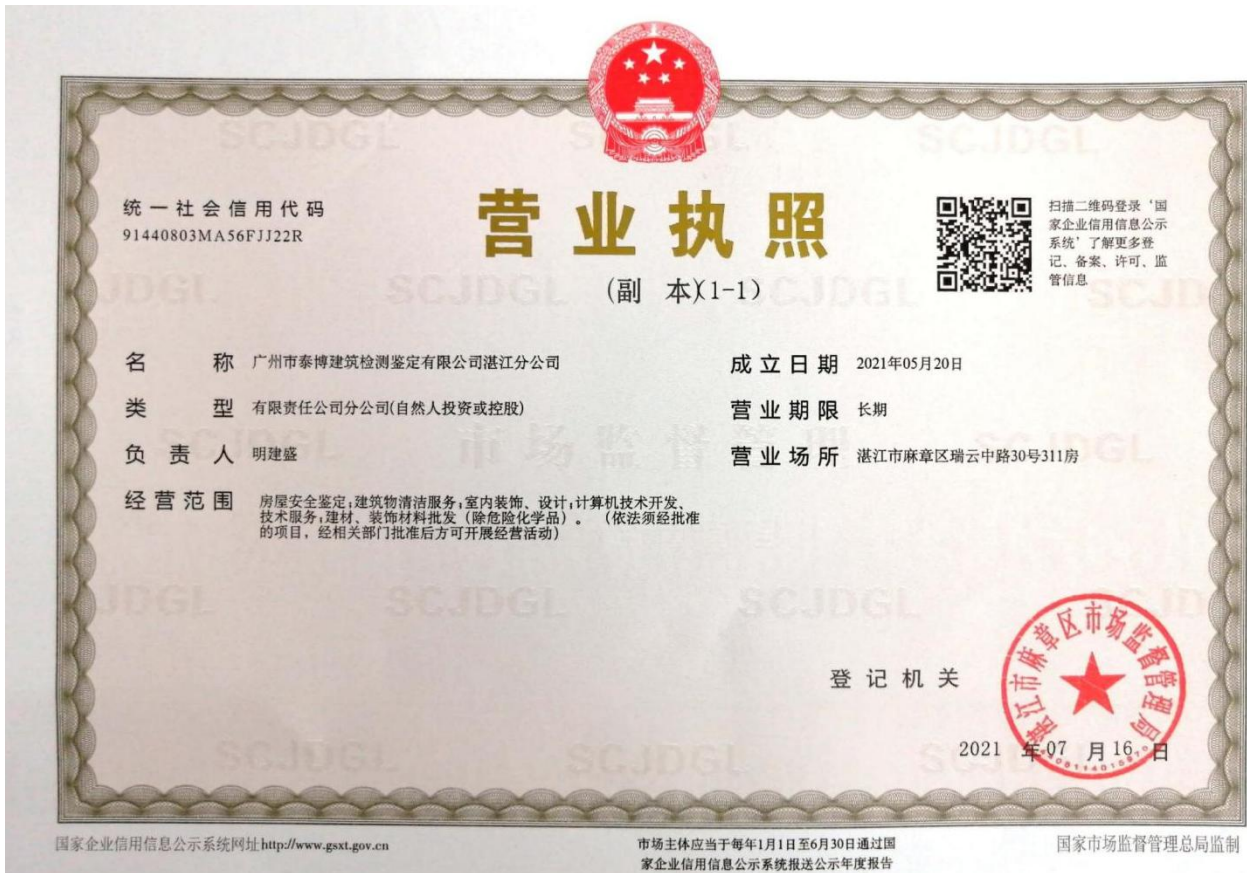 统一社会信用代码
91440803MA56FJJ22R
营业执照
(副 本)(1-1)
扫描二维码登录‘国
家企业信用信息公示
系统’了解更多登
记、备案、许可、监
管信息
名 称 广州市泰博建筑检测鉴定有限公司湛江分公司
成立日期 2021年05月20日
类 型 有限责任公司分公司(自然人投资或控股)
营业期限 长期
负责人 明建盛
营业场所 湛江市麻章区瑞云中路30号311房
经营范围 房屋安全鉴定;建筑物清洁服务;室内装饰、设计;计算机技术开发、
技术服务;建材、装饰材料批发(除危险化学品)。 (依法须经批准
的项目,经相关部门批准后方可开展经营活动)
SCJDGL
市场监督管理
登记机关
湛江市麻章区市场监督管理局
2021 年 07 月 16 日
国家企业信用信息公示系统网址http://www.gsxt.gov.cn
市场主体应当于每年1月1日至6月30日通过国
家企业信用信息公示系统报送公示年度报告
国家市场监督管理总局监制